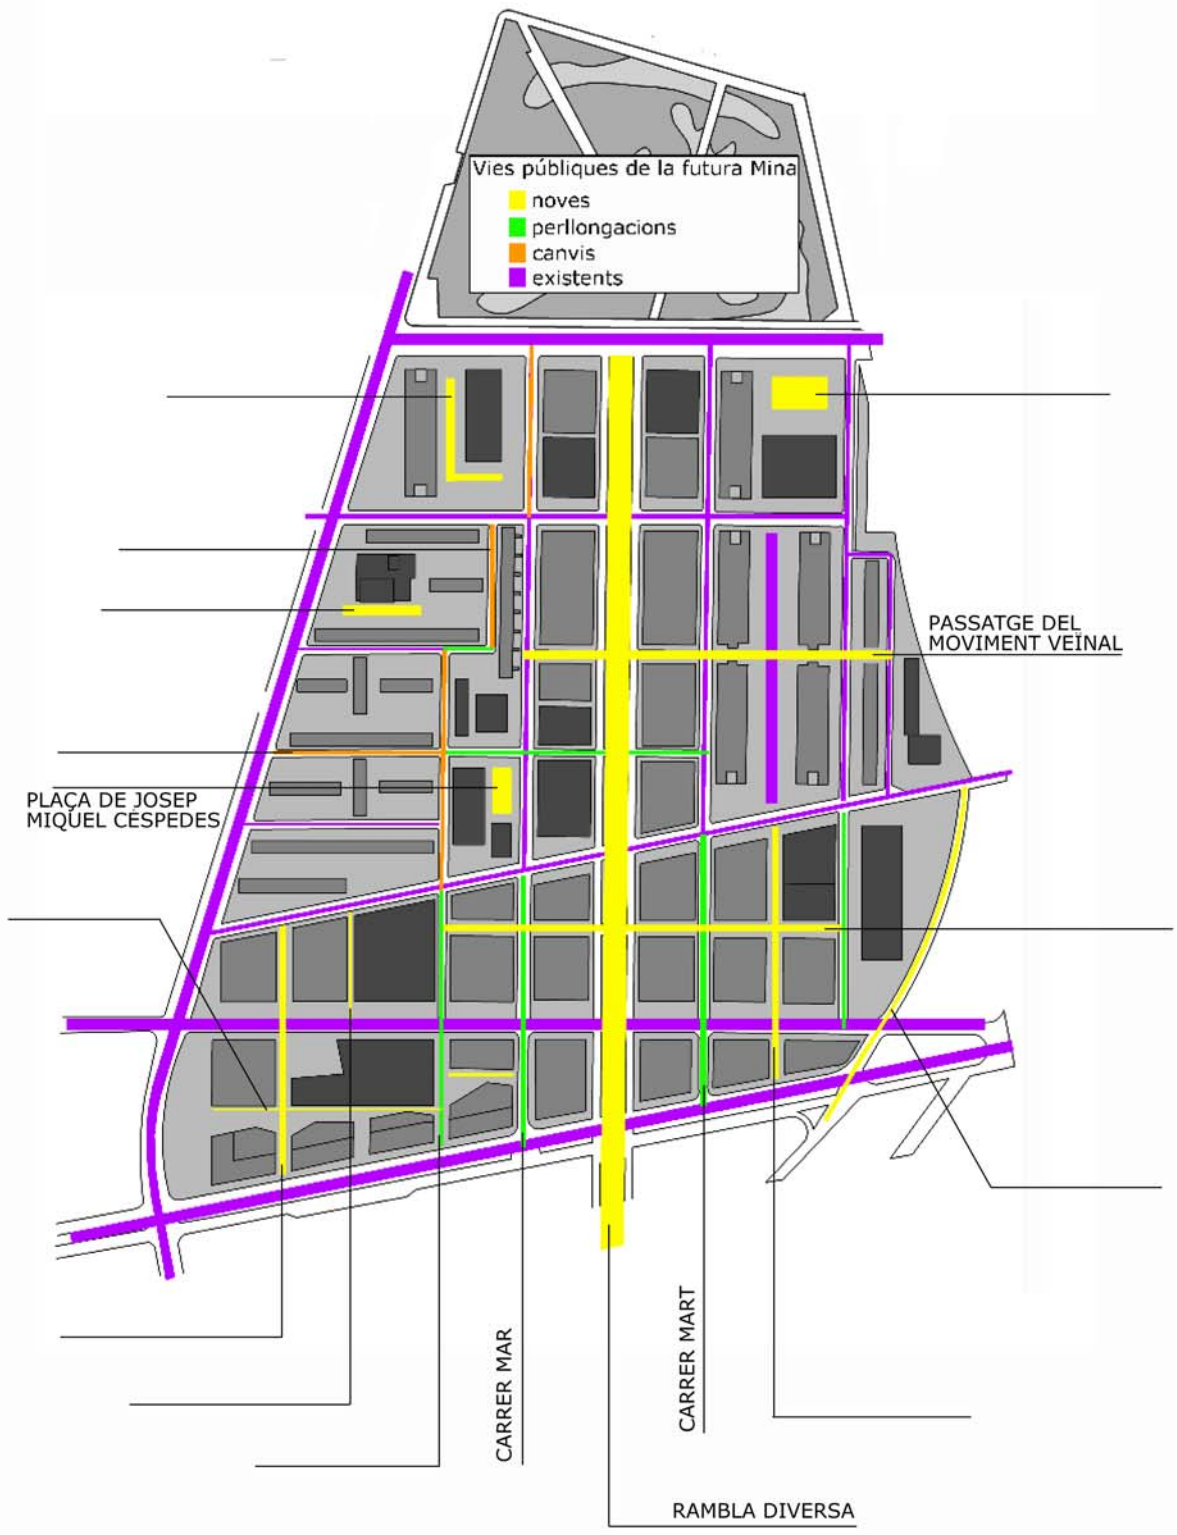 Vies públiques de la futura Mina
noves
perllongacions
canvis
existents
PASSATGE DEL
MOVIMENT VEÏNAL
PLAÇA DE JOSEP
MIQUEL CÉSPEDES
CARRER MAR
CARRER MART
RAMBLA DIVERSA